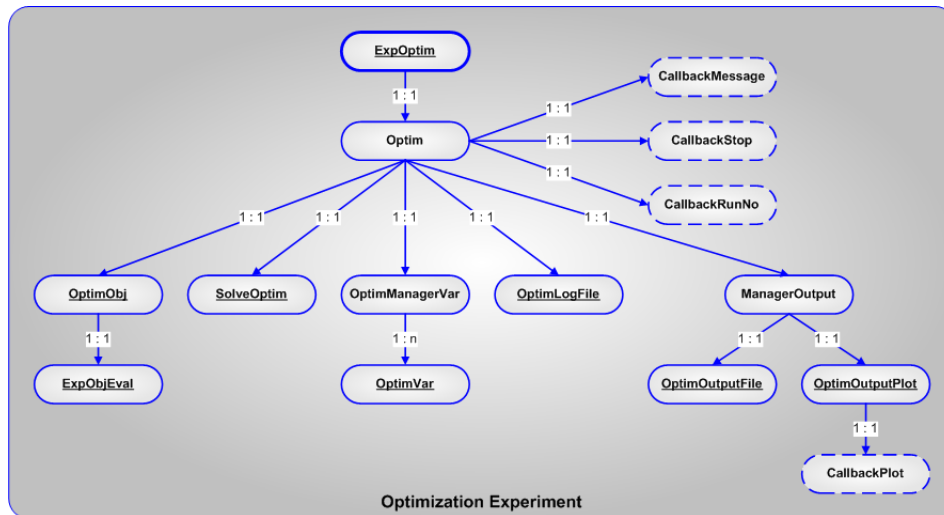 ExpOptim
1 : 1
CallbackMessage
1 : 1
Optim
1 : 1
CallbackStop
1 : 1
CallbackRunNo
1 : 1
1 : 1
1 : 1
1 : 1
1 : 1
OptimObj
SolveOptim
OptimManagerVar
OptimLogFile
ManagerOutput
1 : 1
1 : n
1 : 1
1 : 1
ExpObjEval
OptimVar
OptimOutputFile
OptimOutputPlot
1 : 1
CallbackPlot
Optimization Experiment